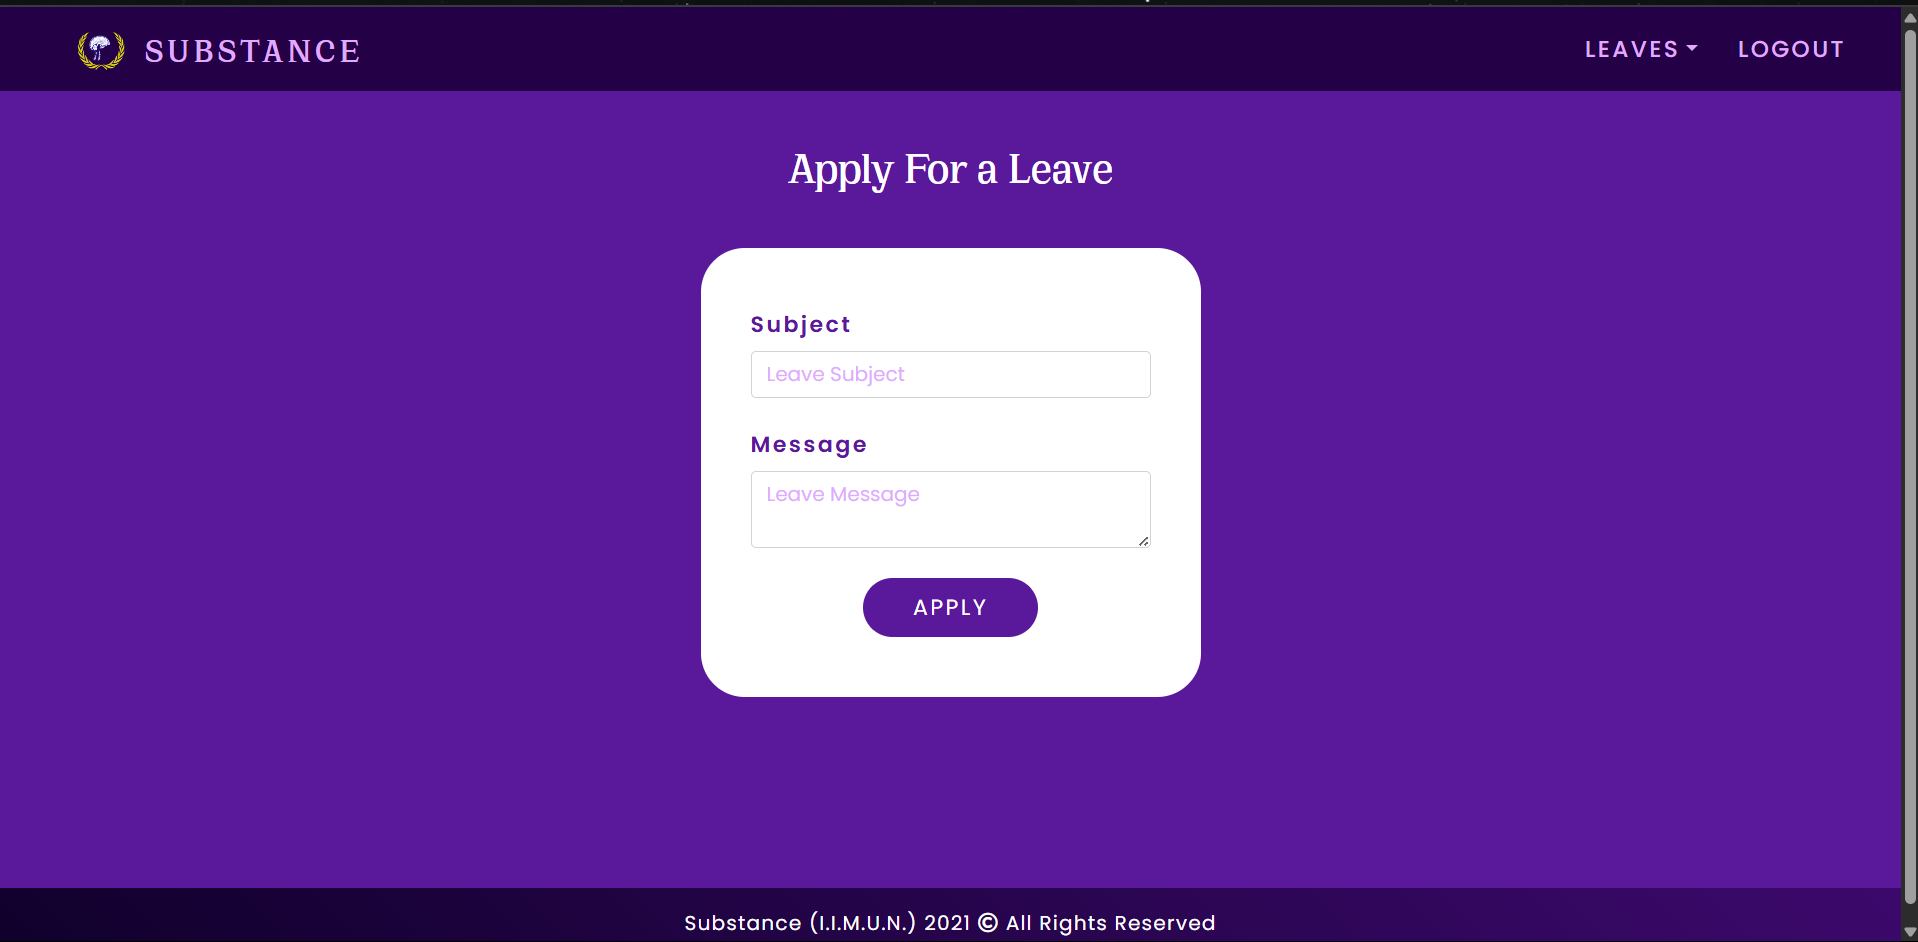 SUBSTANCE
LEAVES
LOGOUT
Apply For a Leave
Subject
Leave Subject
Message
Leave Message
APPLY
Substance (I.I.M.U.N.) 2021 © All Rights Reserved